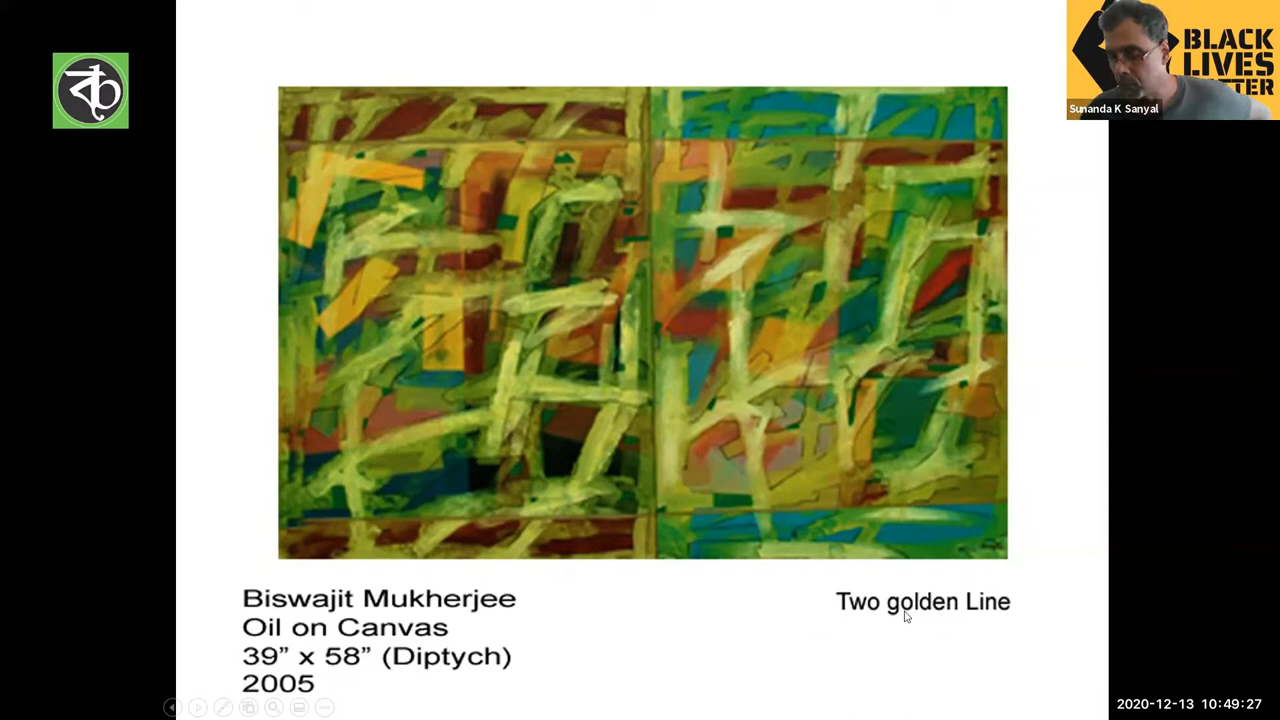 BLACK
LIVES
Sunanda K Sanyal
Biswajit Mukherjee
Oil on Canvas
39” x 58” (Diptych)
2005
Two golden Line
2020-12-13 10:49:27